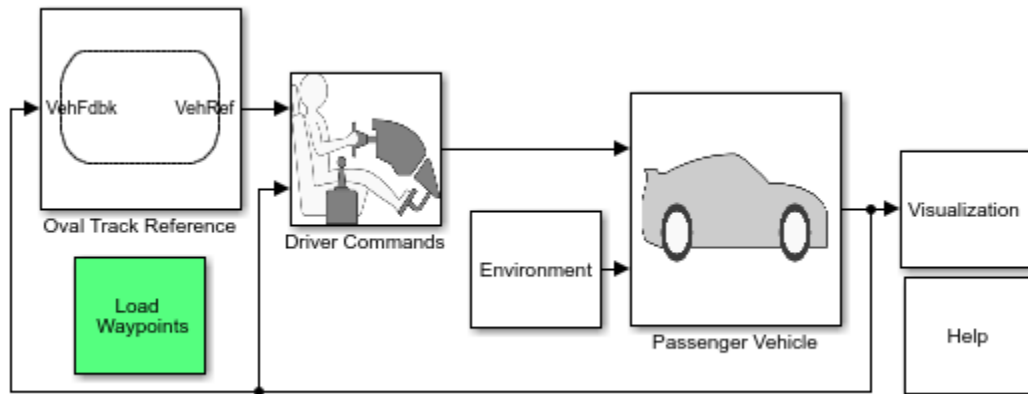 VehFdbk
VehRef
Oval Track Reference
Driver Commands
Load
Waypoints
Environment
Passenger Vehicle
Visualization
Help